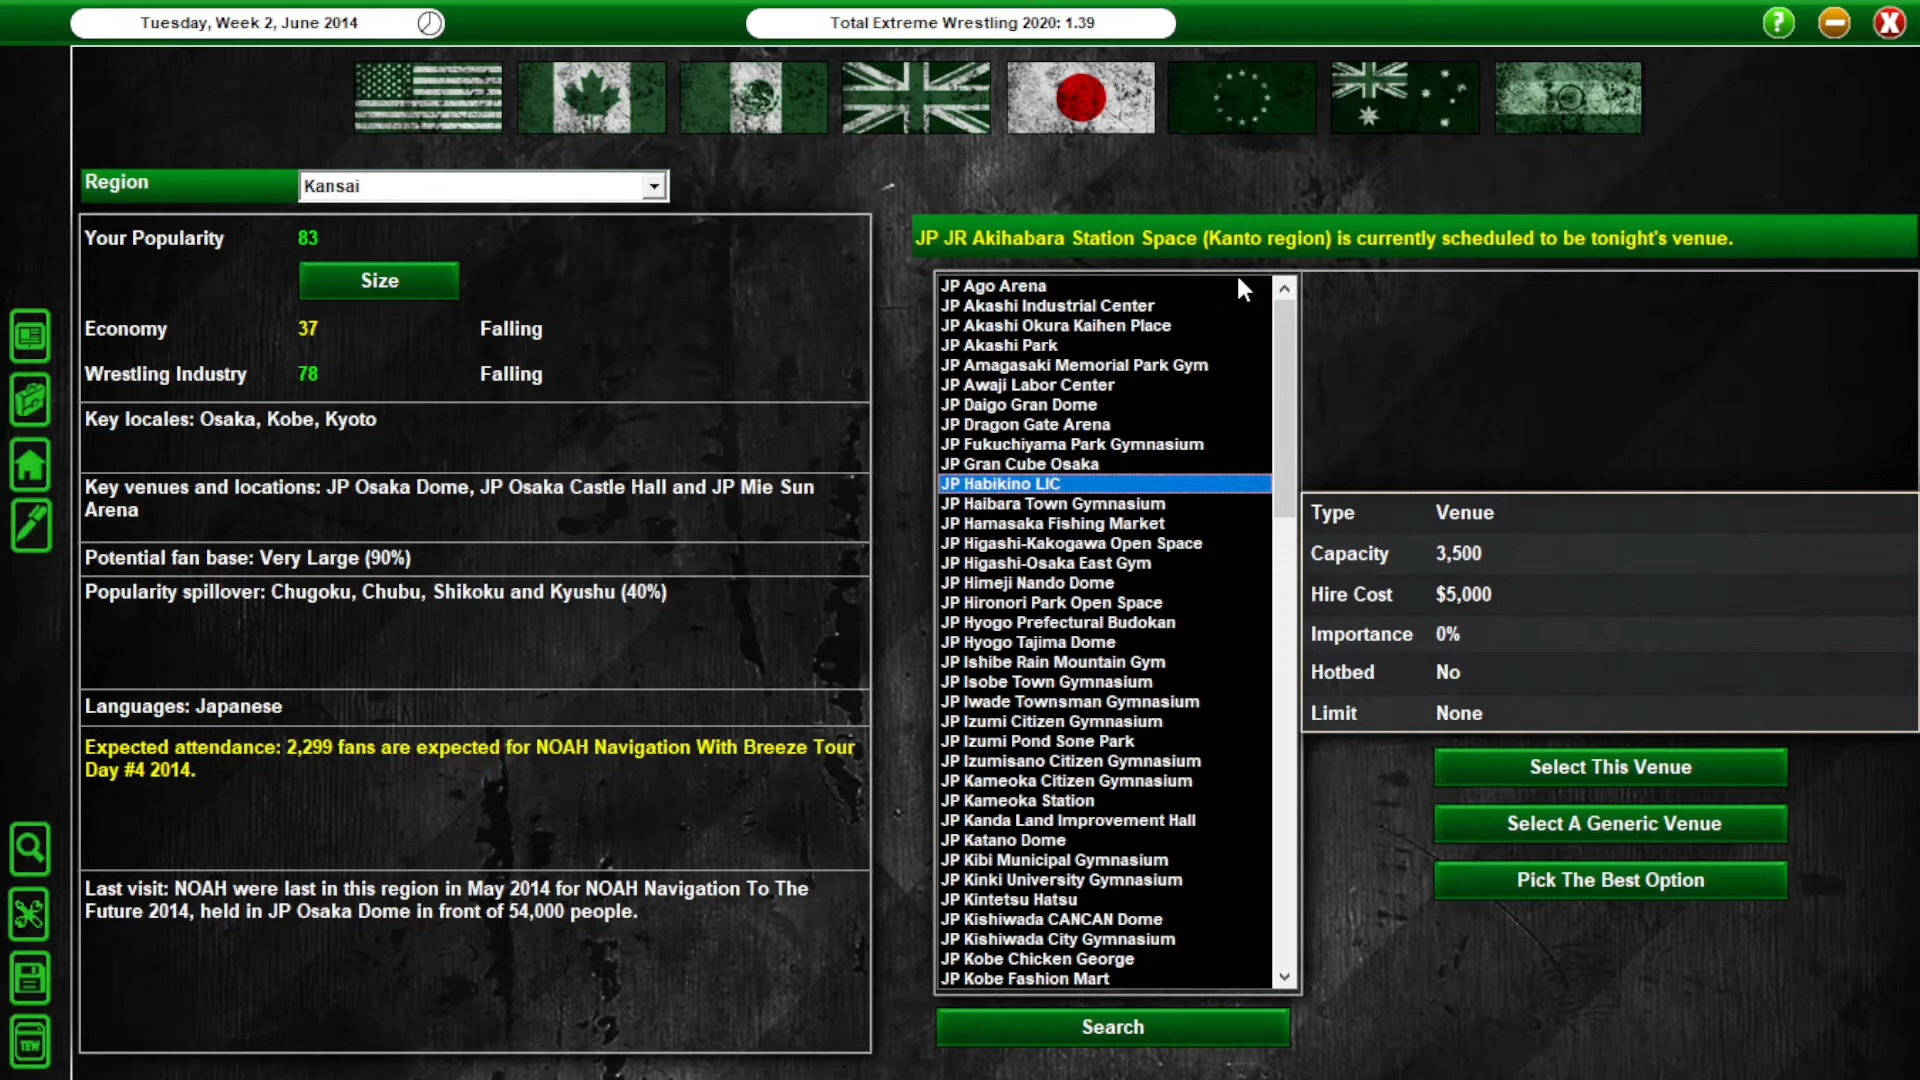 Tuesday, Week 2, June 2014
Total Extreme Wrestling 2020: 1.39
?
X
Region
Kansai
Your Popularity 83
Size
Economy 37 Falling
Wrestling Industry 78 Falling
Key locales: Osaka, Kobe, Kyoto
Key venues and locations: JP Osaka Dome, JP Osaka Castle Hall and JP Mie Sun
Arena
Potential fan base: Very Large (90%)
Popularity spillover: Chugoku, Chubu, Shikoku and Kyushu (40%)
Languages: Japanese
Expected attendance: 2,299 fans are expected for NOAH Navigation With Breeze Tour
Day #4 2014.
Last visit: NOAH were last in this region in May 2014 for NOAH Navigation To The
Future 2014, held in JP Osaka Dome in front of 54,000 people.
JP JR Akihabara Station Space (Kanto region) is currently scheduled to be tonight's venue.
JP Ago Arena
JP Akashi Industrial Center
JP Akashi Okura Kaihen Place
JP Akashi Park
JP Amagasaki Memorial Park Gym
JP Awaji Labor Center
JP Daigo Gran Dome
JP Dragon Gate Arena
JP Fukuchiyama Park Gymnasium
JP Gran Cube Osaka
JP Habikino LIC
JP Haibara Town Gymnasium
JP Hamasaka Fishing Market
JP Higashi-Kakogawa Open Space
JP Higashi-Osaka East Gym
JP Himeji Nando Dome
JP Hironori Park Open Space
JP Hyogo Prefectural Budokan
JP Hyogo Tajima Dome
JP Ishibe Rain Mountain Gym
JP Isobe Town Gymnasium
JP Iwade Townsman Gymnasium
JP Izumi Citizen Gymnasium
JP Izumi Pond Sone Park
JP Izumisano Citizen Gymnasium
JP Kameoka Citizen Gymnasium
JP Kameoka Station
JP Kanda Land Improvement Hall
JP Katano Dome
JP Kibi Municipal Gymnasium
JP Kinki University Gymnasium
JP Kintetsu Hatsu
JP Kishiwada CANCAN Dome
JP Kishiwada City Gymnasium
JP Kobe Chicken George
JP Kobe Fashion Mart
Search
Type Venue
Capacity 3,500
Hire Cost $5,000
Importance 0%
Hotbed No
Limit None
Select This Venue
Select A Generic Venue
Pick The Best Option
TEW